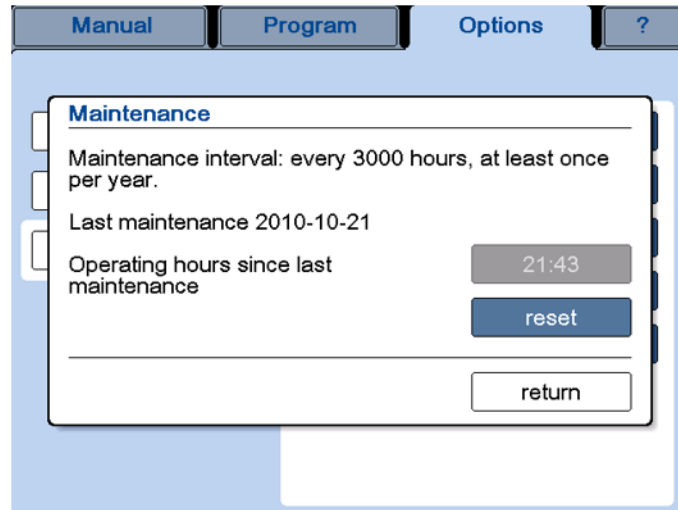 Manual Program Options ?
Maintenance
Maintenance interval: every 3000 hours, at least once
per year.
Last maintenance 2010-10-21
Operating hours since last
maintenance
21:43
reset
return